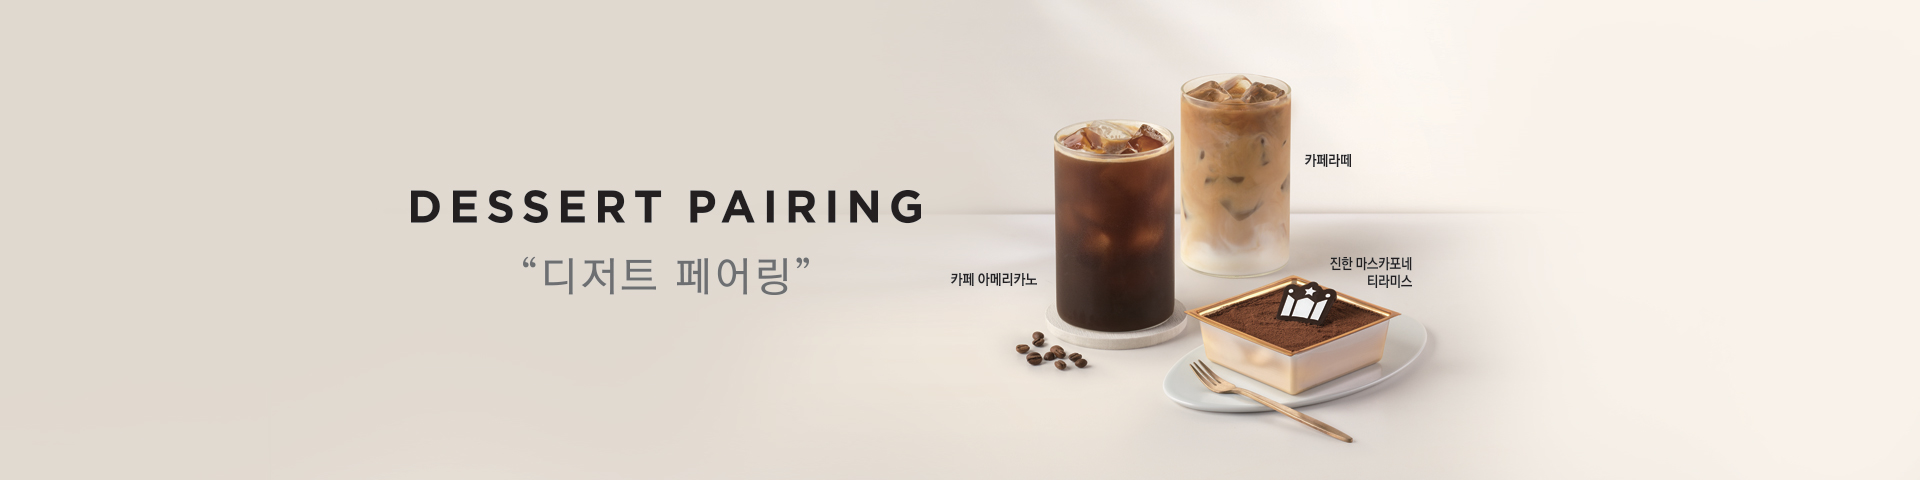 DESSERT PAIRING
“디저트 페어링”
카페라떼
카페 아메리카노
진한 마스카포네
티라미스